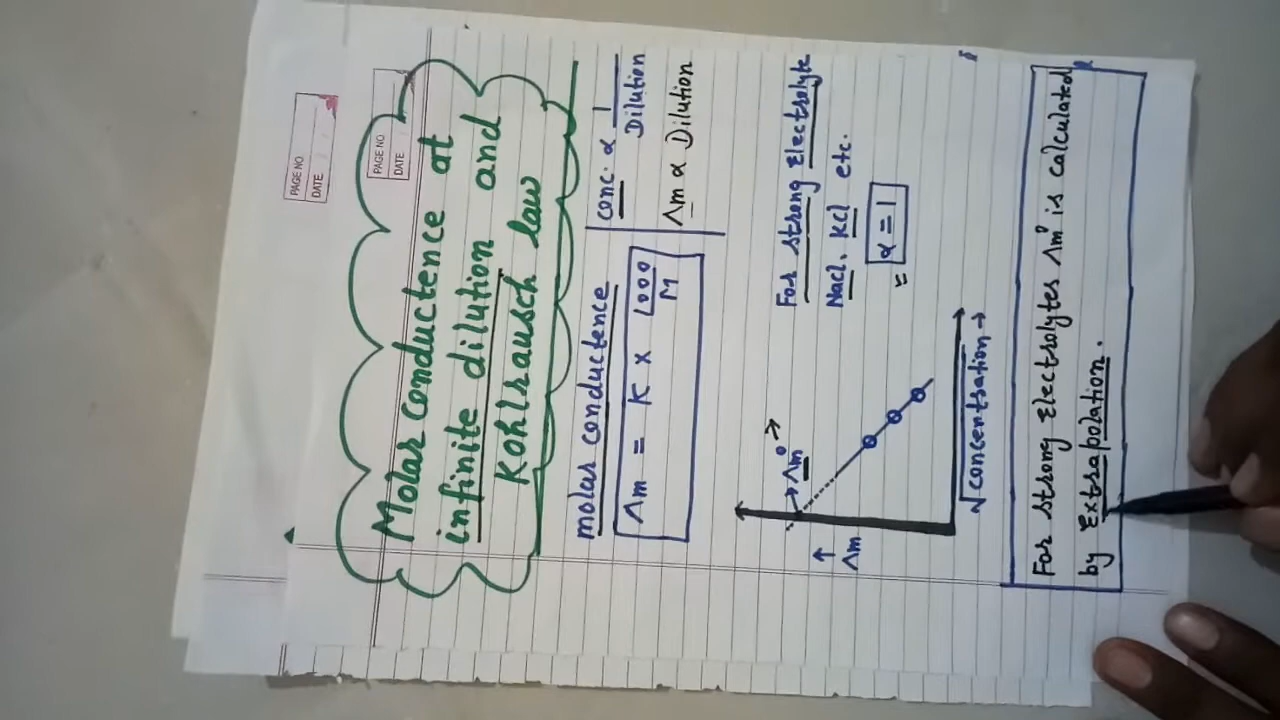 PAGE NO
DATE
PAGE NO
DATE
Molar conductence at
infinite dilution and
Kohlrausch law
molar conductence
Λm = K × 1000
M
conc. α 1
Dilution
Λm α Dilution
For strong Electrolyte
Nacl, Kcl etc.
= α = 1
Λm°
↑
Λm
√concentration →
For strong Electrolytes Λm° is calculated
by Extrapolation.